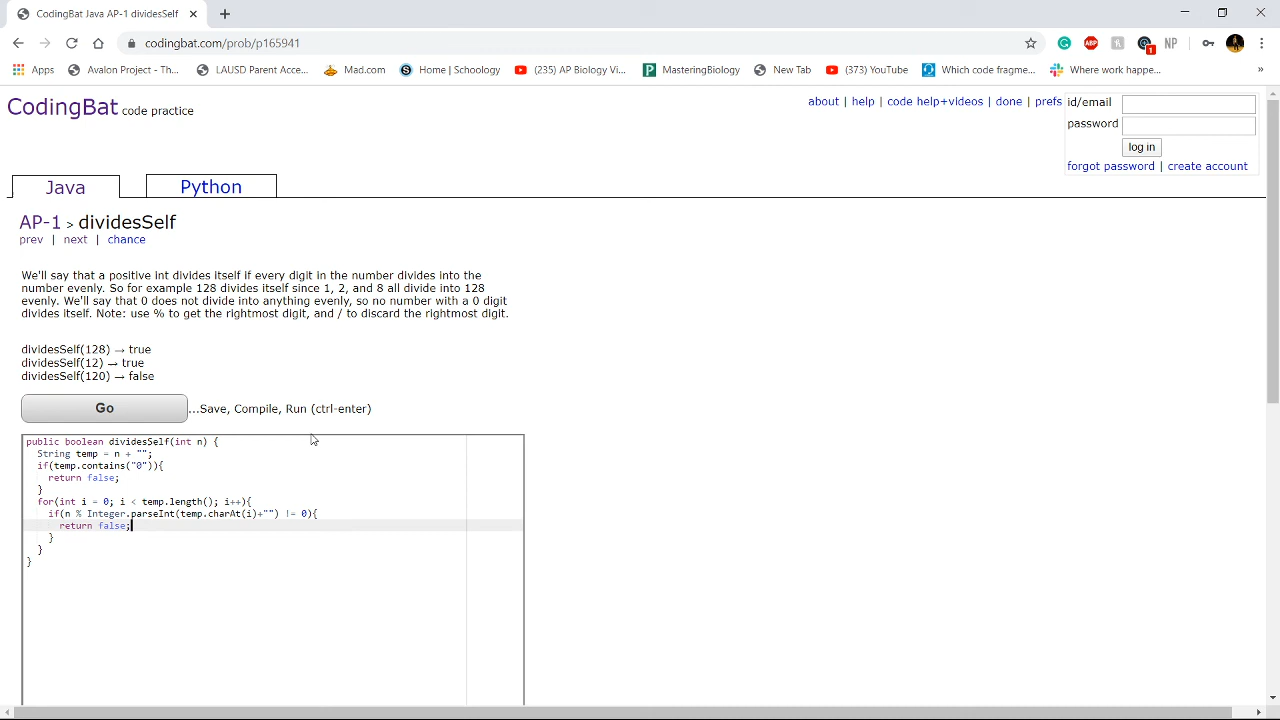 CodingBat Java AP-1 dividesSelf
codingbat.com/prob/p165941
ABP
1
NP
Apps
Avalon Project - Th...
LAUSD Parent Acce...
Mad.com
Home | Schoology
(235) AP Biology Vi...
MasteringBiology
New Tab
(373) YouTube
Which code fragme...
Where work happe...
»
CodingBat code practice
about | help | code help+videos | done | prefs
id/email
password
log in
forgot password | create account
Java
Python
AP-1 > dividesSelf
prev | next | chance
We'll say that a positive int divides itself if every digit in the number divides into the
number evenly. So for example 128 divides itself since 1, 2, and 8 all divide into 128
evenly. We'll say that 0 does not divide into anything evenly, so no number with a 0 digit
divides itself. Note: use % to get the rightmost digit, and / to discard the rightmost digit.
dividesSelf(128) → true
dividesSelf(12) → true
dividesSelf(120) → false
Go
...Save, Compile, Run (ctrl-enter)
public boolean dividesSelf(int n) {
String temp = n + "";
if(temp.contains("0")){
return false;
}
for(int i = 0; i < temp.length(); i++){
if(n % Integer.parseInt(temp.charAt(i)+"") != 0){
return false;
}
}
}